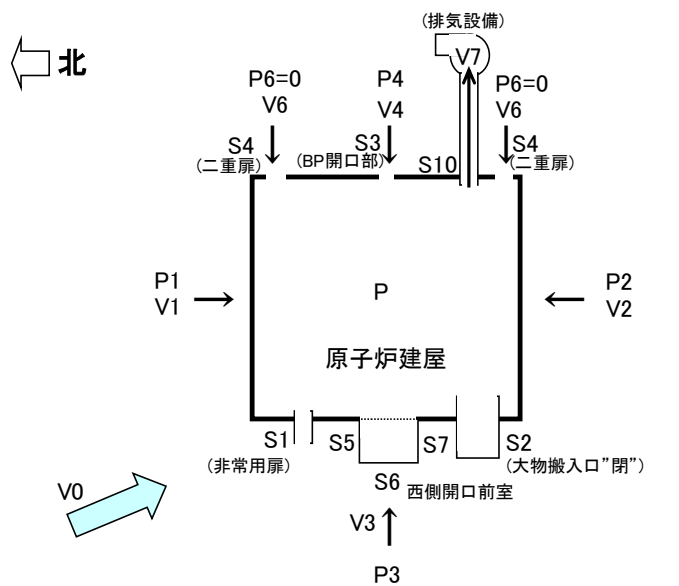 (排気設備)
北
V7
P6=0
V6
P4
V4
P6=0
V6
S4
(二重扉)
S3
(BP開口部)
S10
S4
(二重扉)
P1
V1
P
P2
V2
原子炉建屋
S1
(非常用扉)
S5
S7
S2
(大物搬入口"閉")
S6
西側開口前室
V0
V3
P3